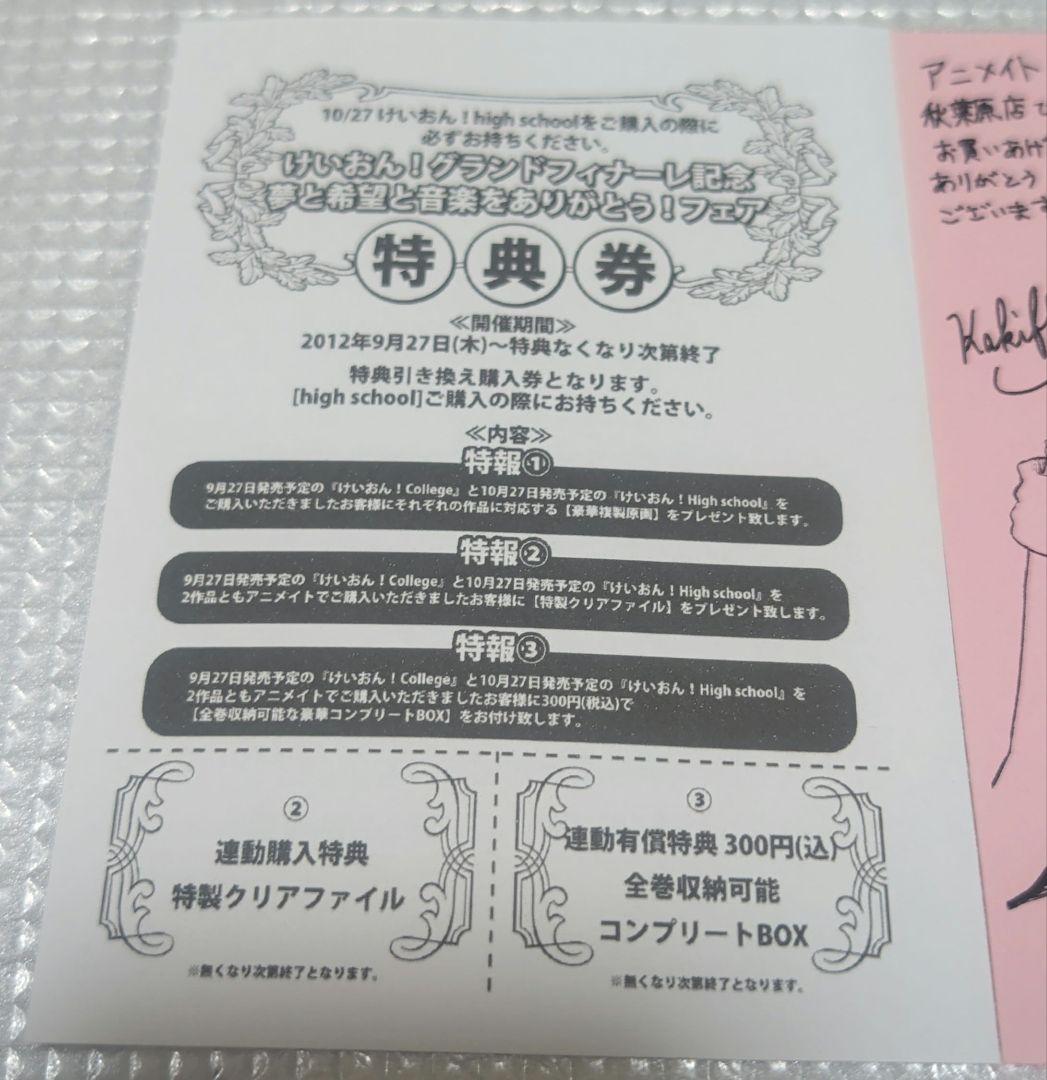 10/27 けいおん！high schoolをご購入の際に
必ずお持ちください。
けいおん！グランドフィナーレ記念
夢と希望と音楽をありがとう！フェア
特典券
≪開催期間≫
2012年9月27日(木)～特典なくなり次第終了
特典引き換え購入券となります。
[high school]ご購入の際にお持ちください。
≪内容≫
特報①
9月27日発売予定の『けいおん！College』と10月27日発売予定の『けいおん！High school』を
ご購入いただきましたお客様にそれぞれの作品に対応する【豪華複製原画】をプレゼント致します。
特報②
9月27日発売予定の『けいおん！College』と10月27日発売予定の『けいおん！High school』を
2作品ともアニメイトでご購入いただきましたお客様に【特製クリアファイル】をプレゼント致します。
特報③
9月27日発売予定の『けいおん！College』と10月27日発売予定の『けいおん！High school』を
2作品ともアニメイトでご購入いただきましたお客様に300円(税込)で
【全巻収納可能な豪華コンプリートBOX】をお付け致します。
②
連動購入特典
特製クリアファイル
※無くなり次第終了となります。
③
連動有償特典 300円(込)
全巻収納可能
コンプリートBOX
※無くなり次第終了となります。
アニメイト
秋葉原店で
お買いあげ
ありがとう
ございます
Kakif